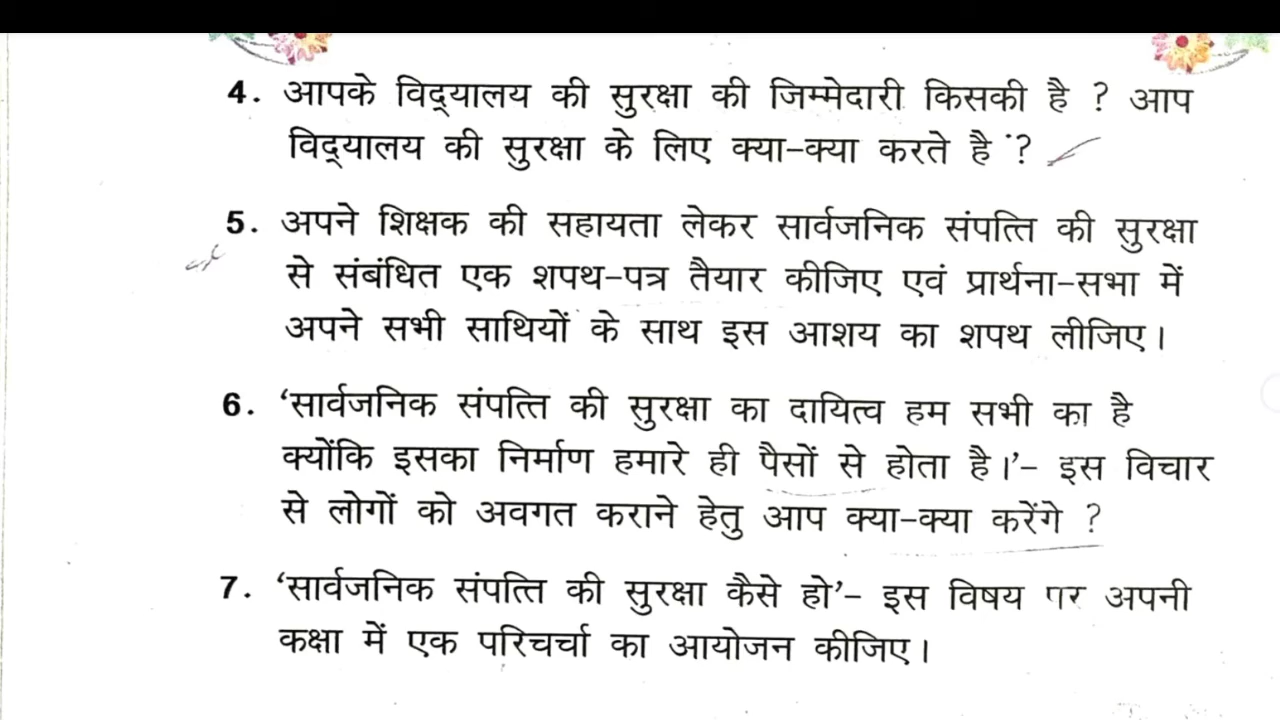 4. आपके विद्यालय की सुरक्षा की जिम्मेदारी किसकी है ? आप
विद्यालय की सुरक्षा के लिए क्या-क्या करते है ?
5. अपने शिक्षक की सहायता लेकर सार्वजनिक संपत्ति की सुरक्षा
से संबंधित एक शपथ-पत्र तैयार कीजिए एवं प्रार्थना-सभा में
अपने सभी साथियों के साथ इस आशय का शपथ लीजिए।
6. ‘सार्वजनिक संपत्ति की सुरक्षा का दायित्व हम सभी का है
क्योंकि इसका निर्माण हमारे ही पैसों से होता है।’- इस विचार
से लोगों को अवगत कराने हेतु आप क्या-क्या करेंगे ?
7. ‘सार्वजनिक संपत्ति की सुरक्षा कैसे हो’- इस विषय पर अपनी
कक्षा में एक परिचर्चा का आयोजन कीजिए।